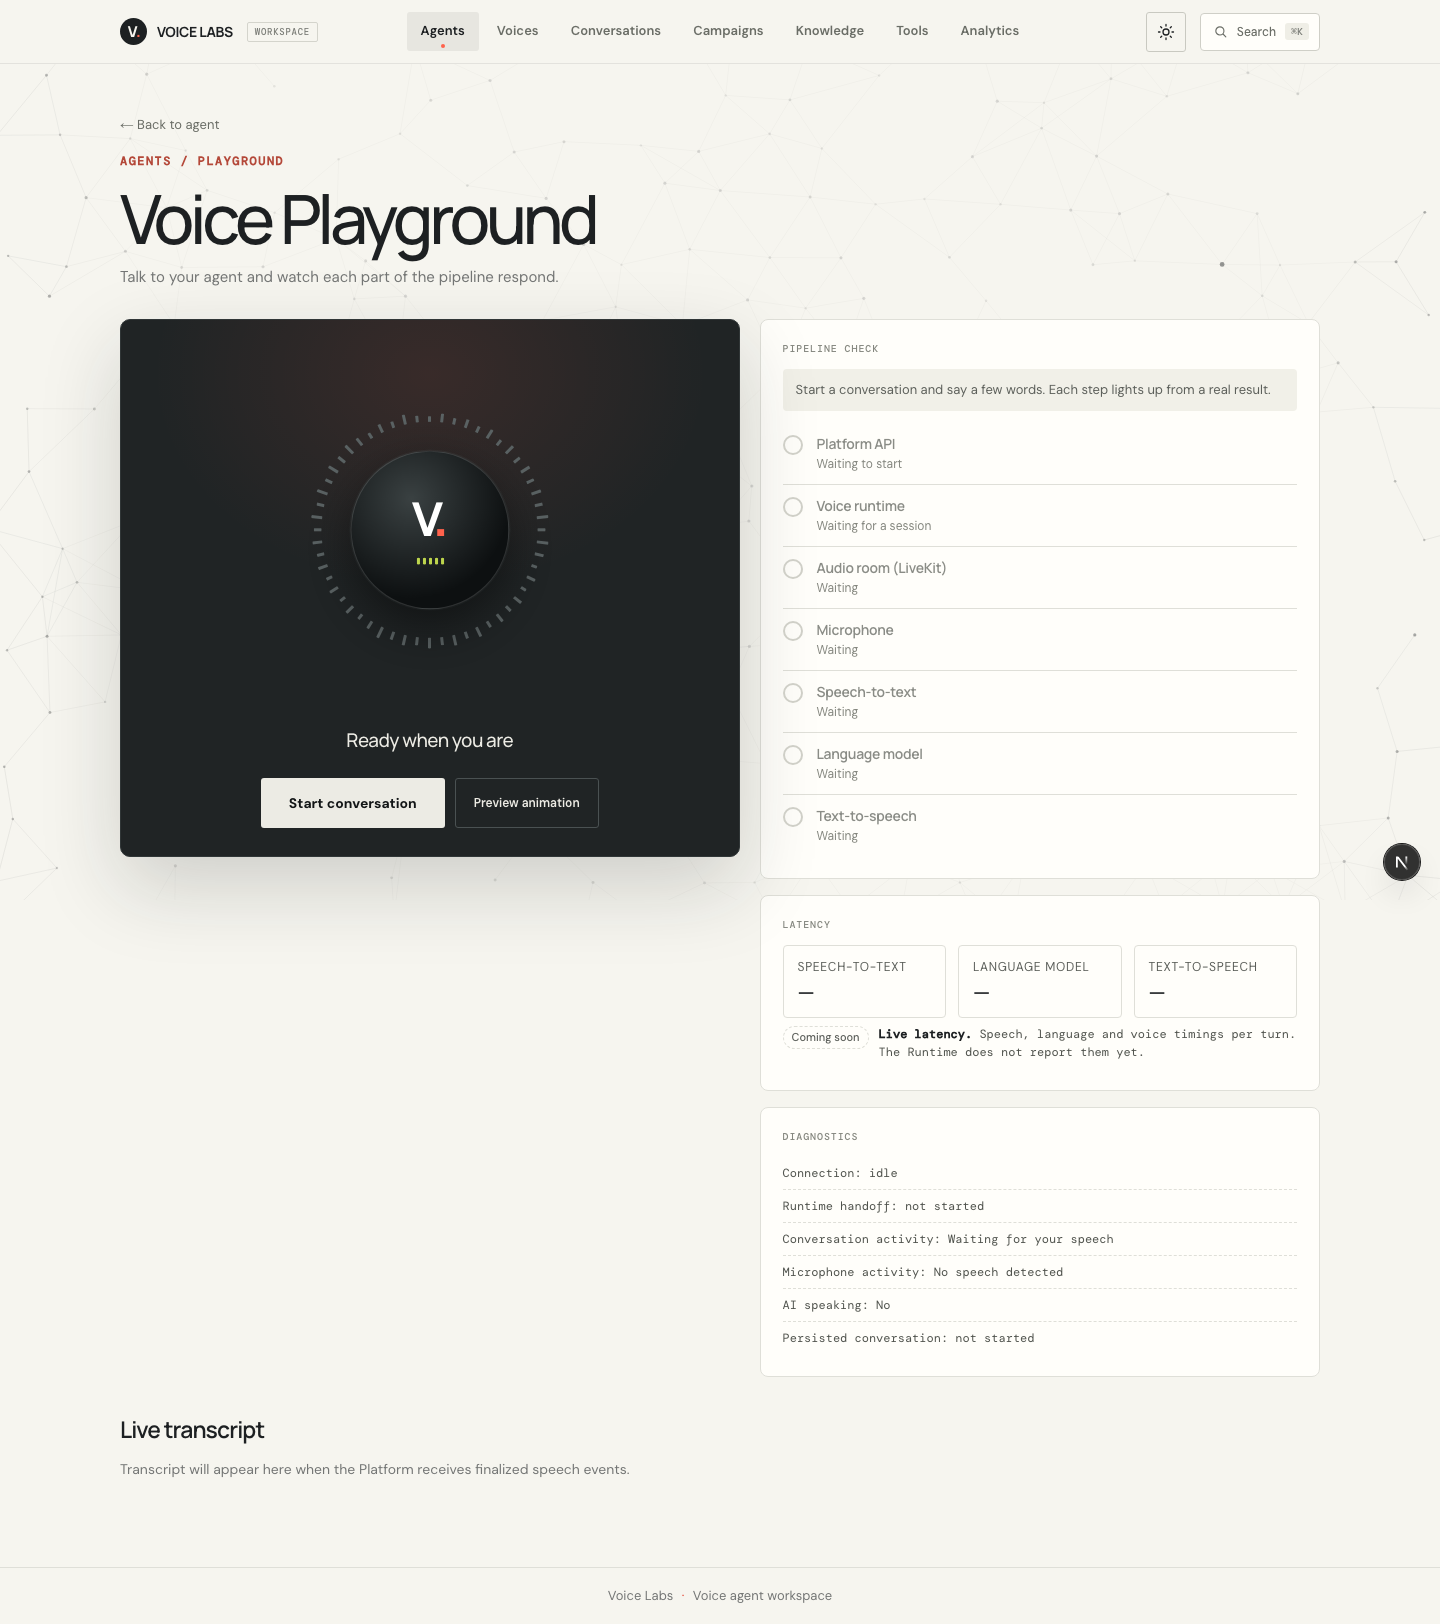 V. VOICE LABS WORKSPACE Agents Voices Conversations Campaigns Knowledge Tools Analytics Search ⌘K
← Back to agent
AGENTS / PLAYGROUND
Voice Playground
Talk to your agent and watch each part of the pipeline respond.
V.
Ready when you are
Start conversation Preview animation
PIPELINE CHECK
Start a conversation and say a few words. Each step lights up from a real result.
Platform API
Waiting to start
Voice runtime
Waiting for a session
Audio room (LiveKit)
Waiting
Microphone
Waiting
Speech-to-text
Waiting
Language model
Waiting
Text-to-speech
Waiting
N
LATENCY
SPEECH-TO-TEXT LANGUAGE MODEL TEXT-TO-SPEECH
— — —
Coming soon Live latency. Speech, language and voice timings per turn.
The Runtime does not report them yet.
DIAGNOSTICS
Connection: idle
Runtime handoff: not started
Conversation activity: Waiting for your speech
Microphone activity: No speech detected
AI speaking: No
Persisted conversation: not started
Live transcript
Transcript will appear here when the Platform receives finalized speech events.
Voice Labs · Voice agent workspace